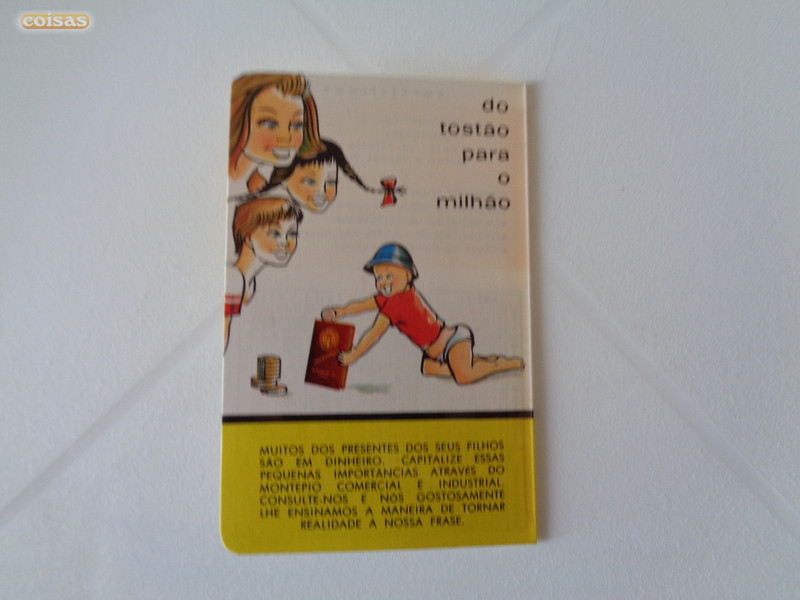 coisas
do
tostão
para
o
milhão
MUITOS DOS PRESENTES DOS SEUS FILHOS
SAO EM DINHEIRO. CAPITALIZE ESSAS
PEQUENAS IMPORTANCIAS ATRAVES DO
MONTEPIO COMERCIAL E INDUSTRIAL.
CONSULTE-NOS E NÓS GOSTOSAMENTE
LHE ENSINAMOS A MANEIRA DE TORNAR
REALIDADE A NOSSA FRASE.